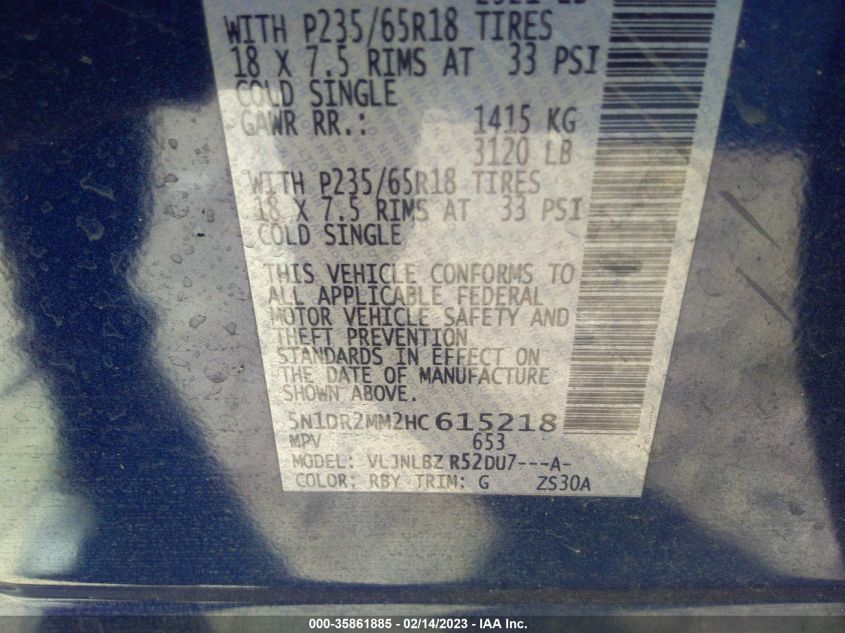 WITH P235/65R18 TIRES
18 X 7.5 RIMS AT 33 PSI
COLD SINGLE
GAWR RR.: 1415 KG
3120 LB
WITH P235/65R18 TIRES
18 X 7.5 RIMS AT 33 PSI
COLD SINGLE
THIS VEHICLE CONFORMS TO
ALL APPLICABLE FEDERAL
MOTOR VEHICLE SAFETY AND
THEFT PREVENTION
STANDARDS IN EFFECT ON
THE DATE OF MANUFACTURE
SHOWN ABOVE.
5N1DR2MM2HC615218
MPV 653
MODEL: VLJNLBZ R52DU7---A-
COLOR: RBY TRIM: G ZS30A
000-35861885 - 02/14/2023 - IAA Inc.